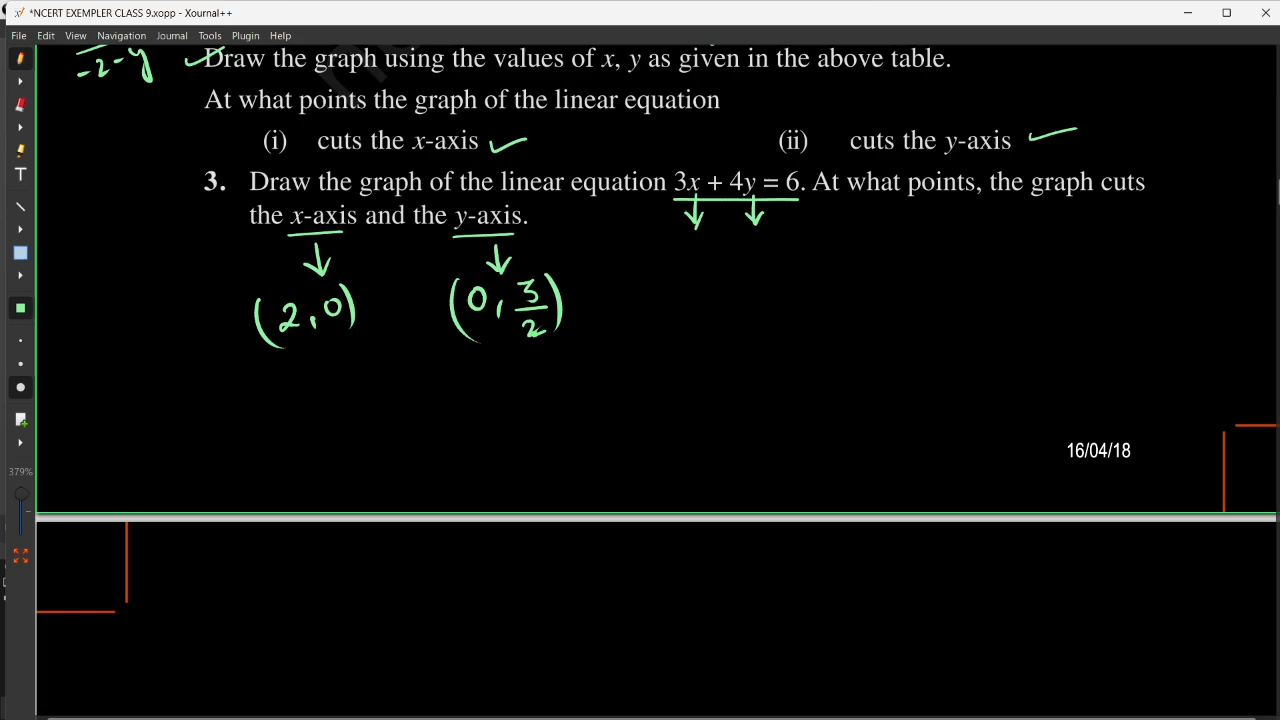 *NCERT EXEMPLER CLASS 9.xopp - Xournal++
File Edit View Navigation Journal Tools Plugin Help
-2 -y
Draw the graph using the values of x, y as given in the above table.
At what points the graph of the linear equation
(i) cuts the x-axis (ii) cuts the y-axis
3. Draw the graph of the linear equation 3x + 4y = 6. At what points, the graph cuts
the x-axis and the y-axis.
(2,0) (0, 3/2)
T
16/04/18
379%